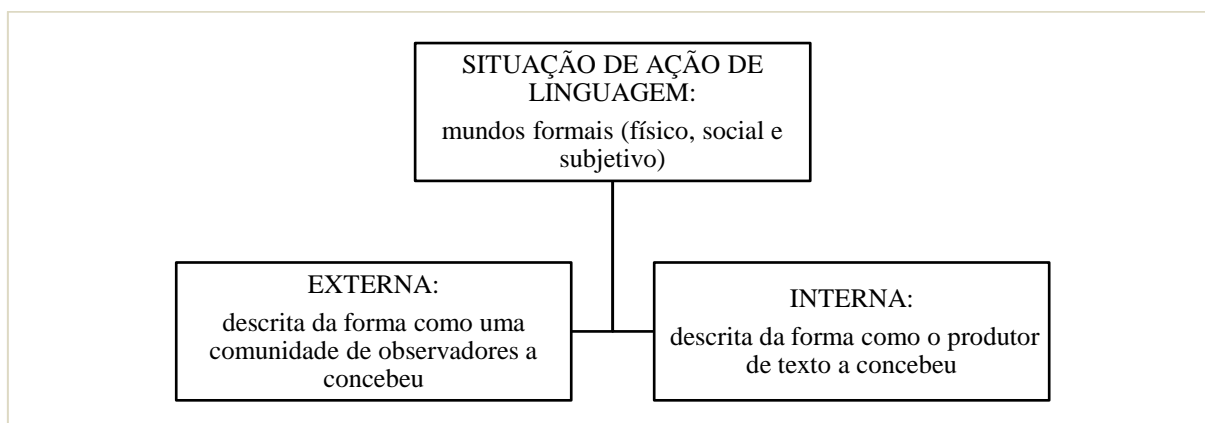 SITUAÇÃO DE AÇÃO DE
LINGUAGEM:
mundos formais (físico, social e
subjetivo)
EXTERNA:
descrita da forma como uma
comunidade de observadores a
concebeu
INTERNA:
descrita da forma como o produtor
de texto a concebeu